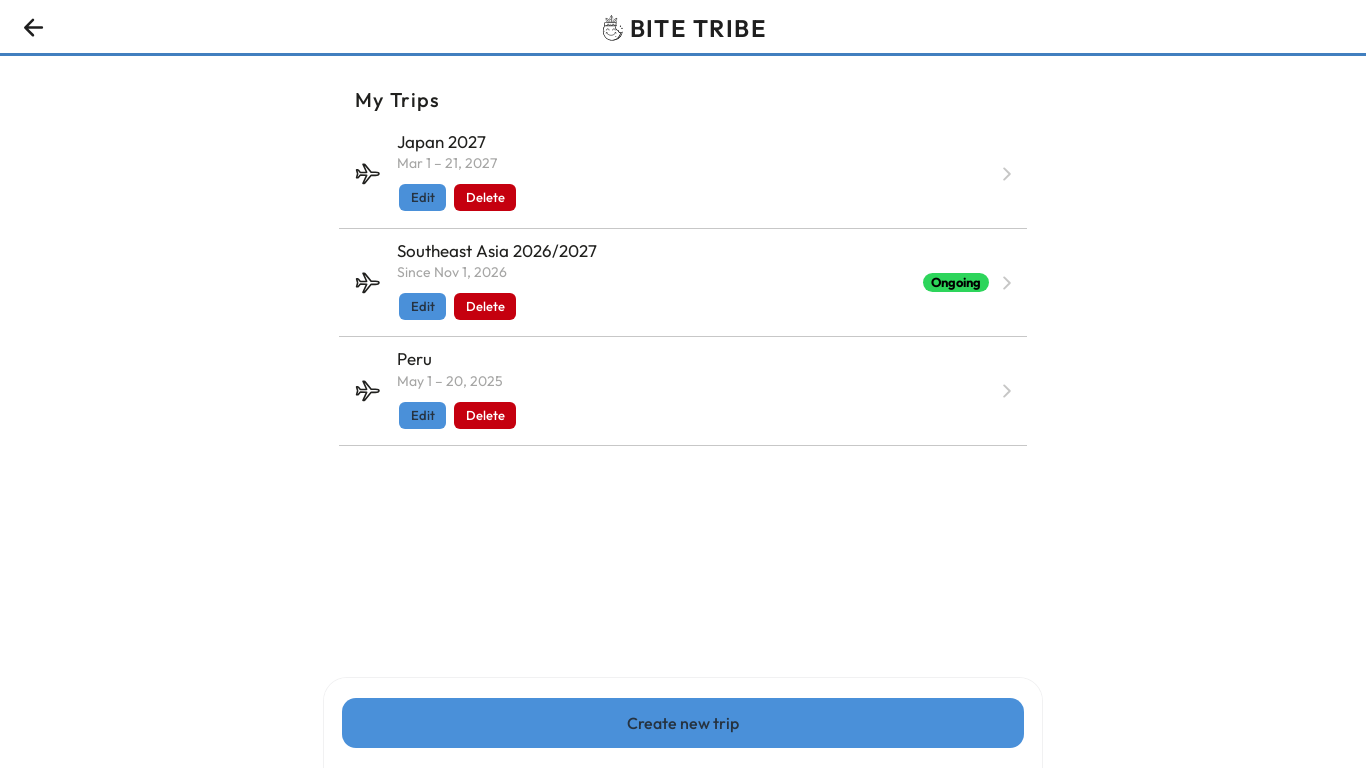 BITE TRIBE
My Trips
Japan 2027
Mar 1 – 21, 2027
Edit Delete
Southeast Asia 2026/2027
Since Nov 1, 2026
Ongoing
Edit Delete
Peru
May 1 – 20, 2025
Edit Delete
Create new trip